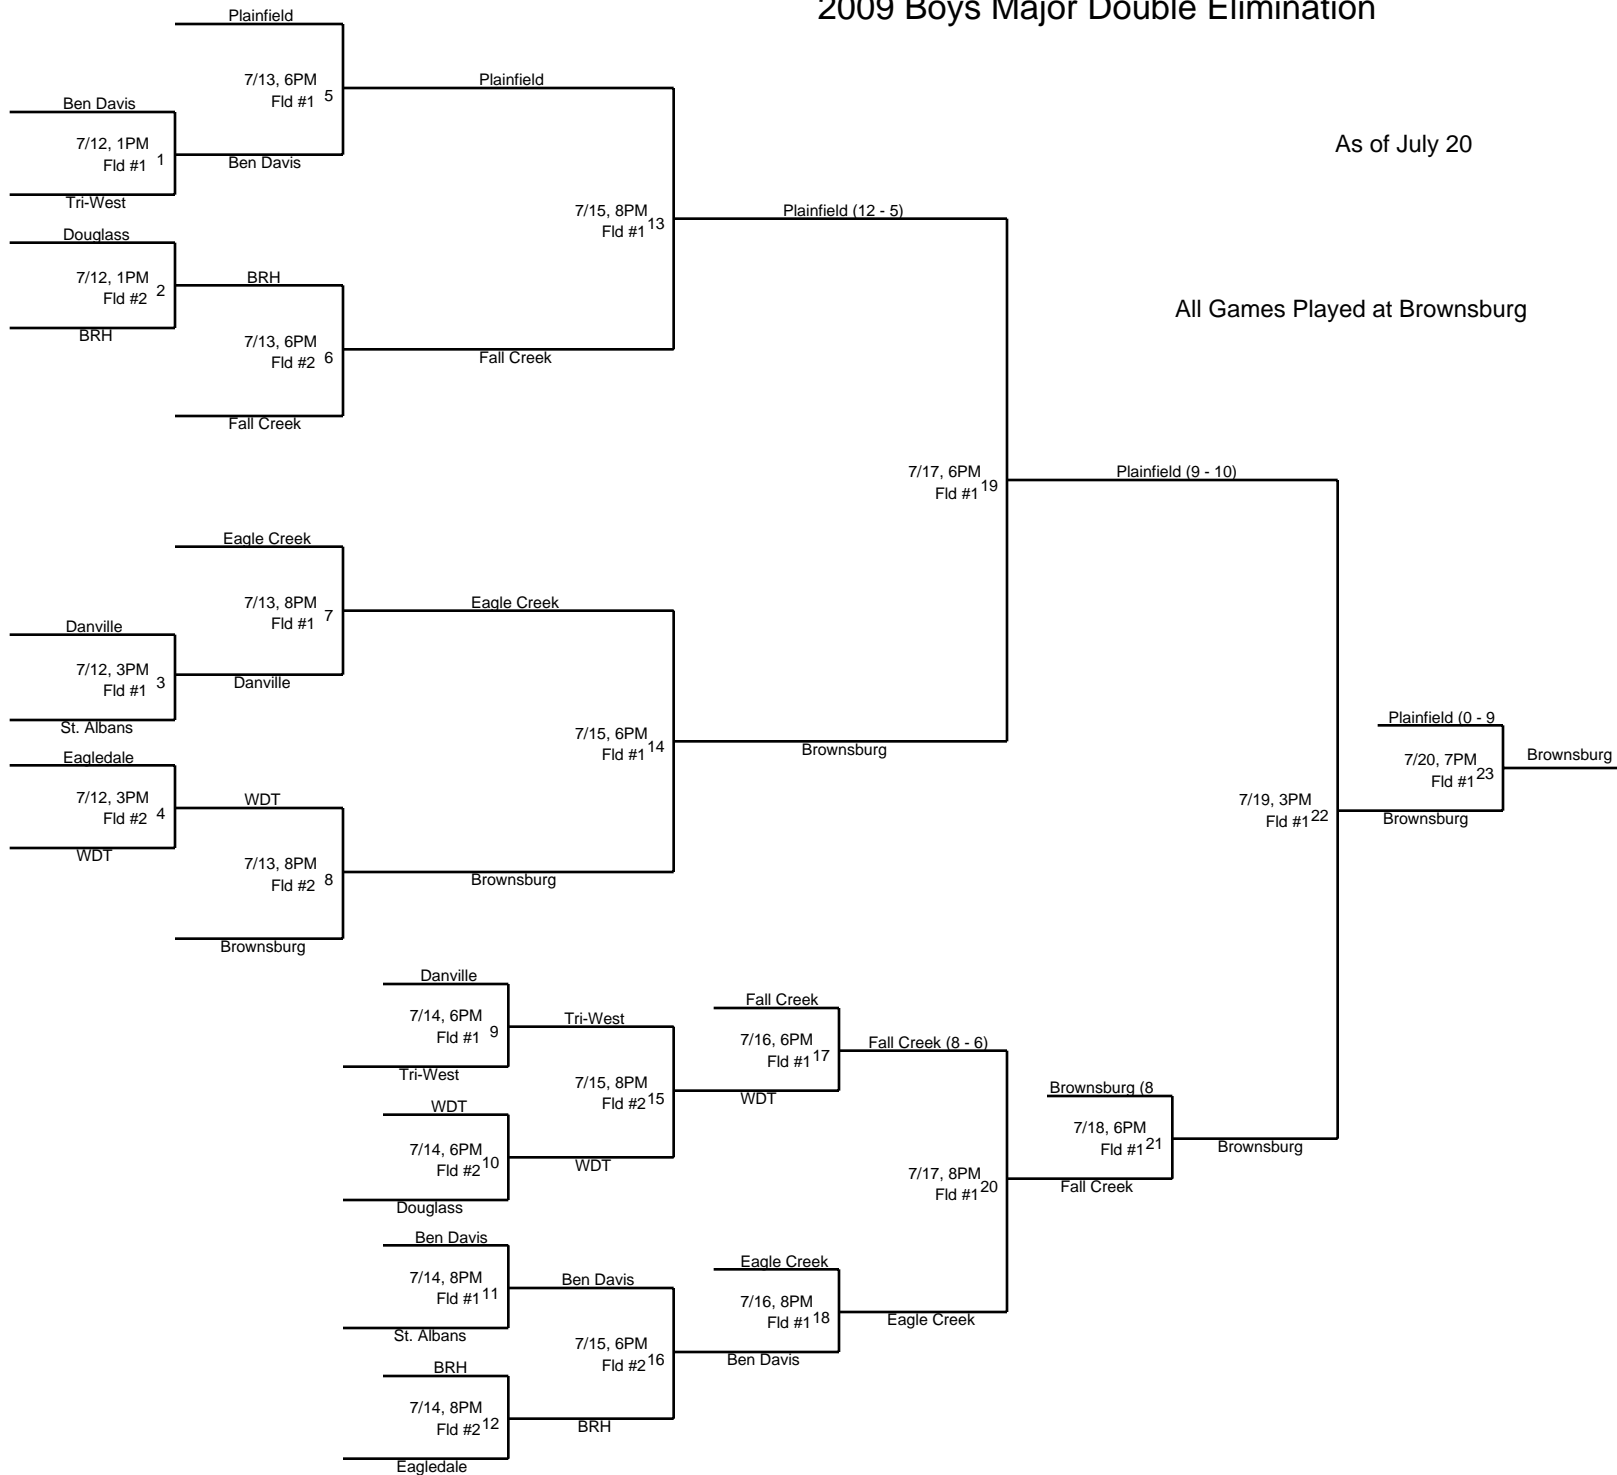 2009 Boys Major Double Elimination
As of July 20
All Games Played at Brownsburg
Plainfield
7/13, 6PM
Fld #1 5
Plainfield
Ben Davis
7/12, 1PM
Fld #1 1
Ben Davis
Tri-West
7/15, 8PM
Fld #1 13
Plainfield (12 - 5)
Douglass
7/12, 1PM
Fld #2 2
BRH
BRH
7/13, 6PM
Fld #2 6
Fall Creek
Fall Creek
7/17, 6PM
Fld #1 19
Plainfield (9 - 10)
Eagle Creek
7/13, 8PM
Fld #1 7
Eagle Creek
Danville
7/12, 3PM
Fld #1 3
Danville
St. Albans
7/15, 6PM
Fld #1 14
Brownsburg
Eagledale
7/12, 3PM
Fld #2 4
WDT
WDT
7/13, 8PM
Fld #2 8
Brownsburg
Brownsburg
Plainfield (0 - 9
7/20, 7PM
Fld #1 23
Brownsburg
7/19, 3PM
Fld #1 22
Brownsburg
Danville
7/14, 6PM
Fld #1 9
Tri-West
Tri-West
7/15, 8PM
Fld #2 15
WDT
7/14, 6PM
Fld #2 10
WDT
Douglass
Fall Creek
7/16, 6PM
Fld #1 17
Fall Creek (8 - 6)
WDT
Brownsburg (8
7/18, 6PM
Fld #1 21
Brownsburg
7/17, 8PM
Fld #1 20
Fall Creek
Ben Davis
7/14, 8PM
Fld #1 11
Ben Davis
St. Albans
7/15, 6PM
Fld #2 16
Eagle Creek
7/16, 8PM
Fld #1 18
Eagle Creek
Ben Davis
BRH
7/14, 8PM
Fld #2 12
BRH
Eagledale